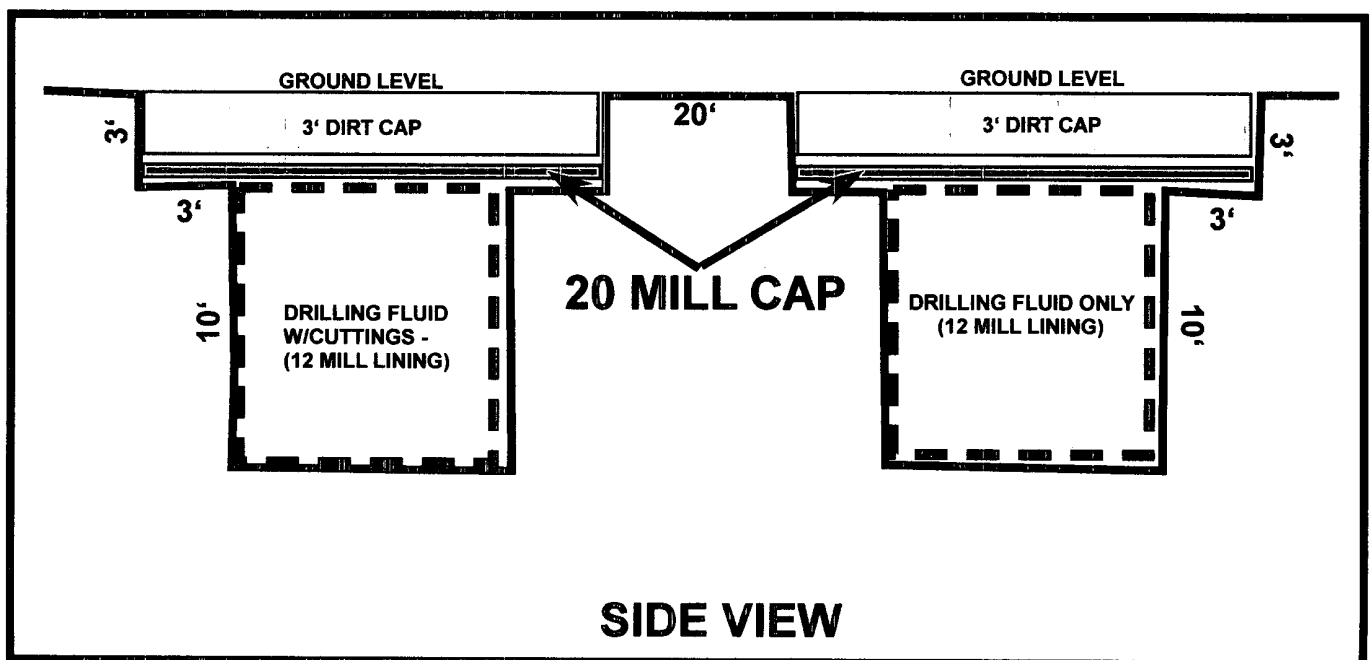 GROUND LEVEL
GROUND LEVEL
3'
3' DIRT CAP
20'
3' DIRT CAP
3'
3'
3'
20 MILL CAP
10'
DRILLING FLUID
W/CUTTINGS -
(12 MILL LINING)
DRILLING FLUID ONLY
(12 MILL LINING)
10'
SIDE VIEW